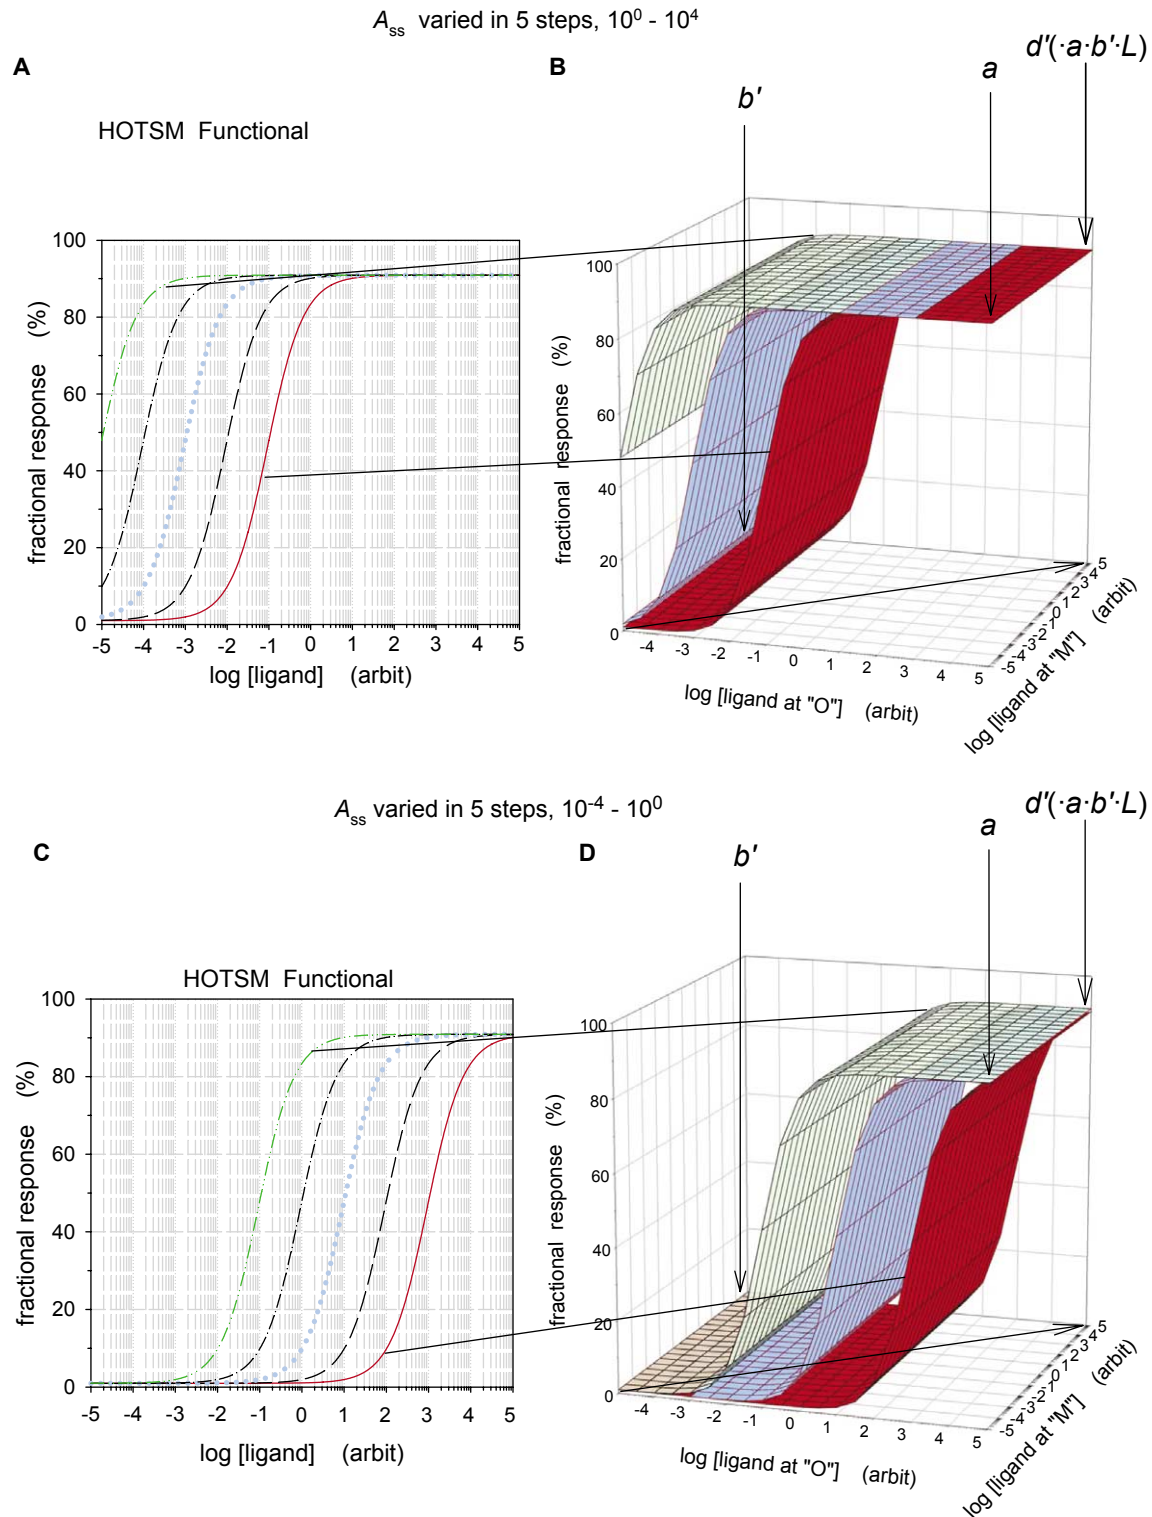 A_ss varied in 5 steps, 10^0 - 10^4
A
B
d'(·a·b'·L)
a
b'
HOTSM Functional
fractional response (%)
100
80
60
40
20
0
-5 -4 -3 -2 -1 0 1 2 3 4 5
log [ligand] (arbit)
fractional response (%)
100
80
60
40
20
0
-4 -3 -2 -1 0 1 2 3 4 5
log [ligand at "O"] (arbit)
-5 -4 -3 -2 -1 0 1 2 3 4 5
log [ligand at "M"] (arbit)
A_ss varied in 5 steps, 10^-4 - 10^0
C
D
d'(·a·b'·L)
a
b'
HOTSM Functional
fractional response (%)
100
80
60
40
20
0
-5 -4 -3 -2 -1 0 1 2 3 4 5
log [ligand] (arbit)
fractional response (%)
100
80
60
40
20
0
-4 -3 -2 -1 0 1 2 3 4 5
log [ligand at "O"] (arbit)
-5 -4 -3 -2 -1 0 1 2 3 4 5
log [ligand at "M"] (arbit)